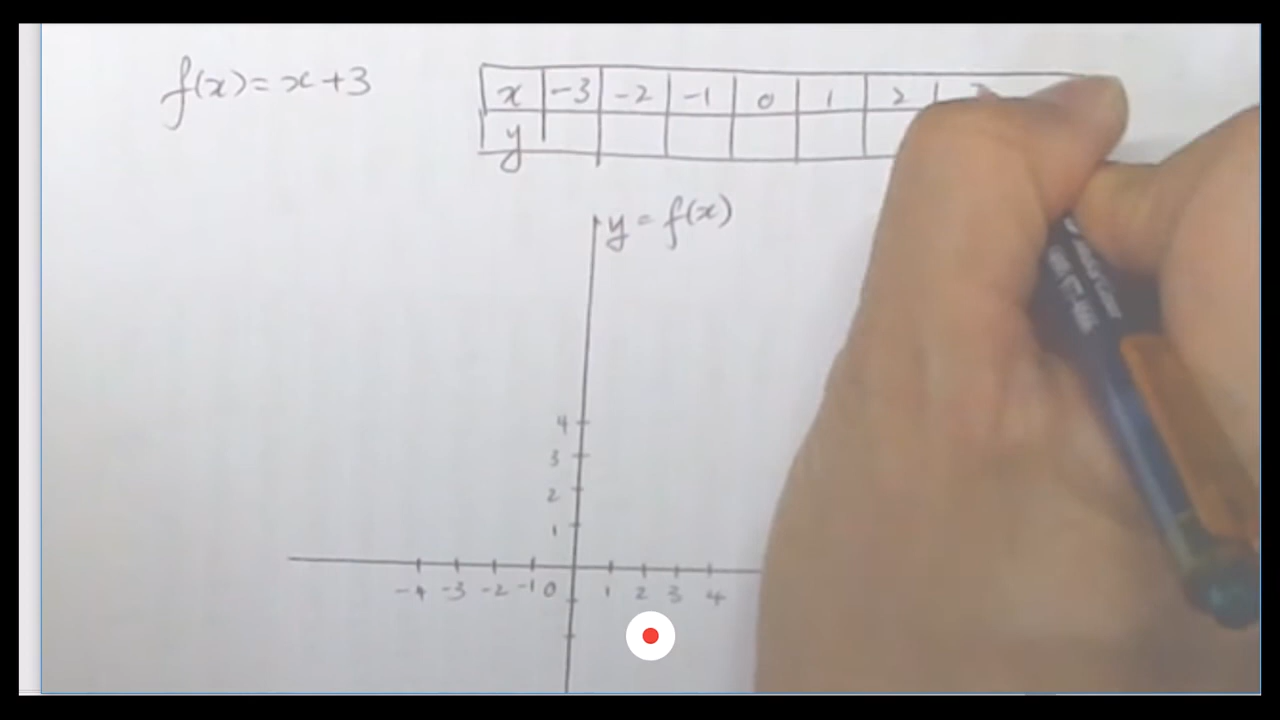 f(x) = x + 3
x -3 -2 -1 0 1 2
y
y = f(x)
4
3
2
1
-4 -3 -2 -1 0 1 2 3 4